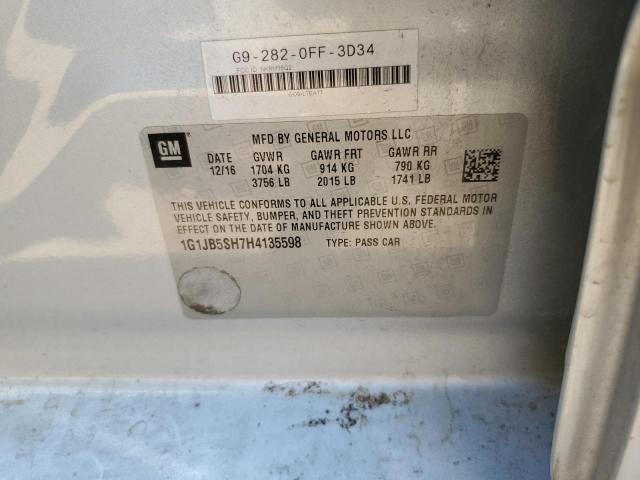 G9-282-0FF-3D34
GM
MFD BY GENERAL MOTORS LLC
DATE GVWR GAWR FRT GAWR RR
12/16 1704 KG 914 KG 790 KG
3756 LB 2015 LB 1741 LB
THIS VEHICLE CONFORMS TO ALL APPLICABLE U.S. FEDERAL MOTOR
VEHICLE SAFETY, BUMPER, AND THEFT PREVENTION STANDARDS IN
EFFECT ON THE DATE OF MANUFACTURE SHOWN ABOVE.
1G1JB5SH7H4135598 TYPE: PASS CAR